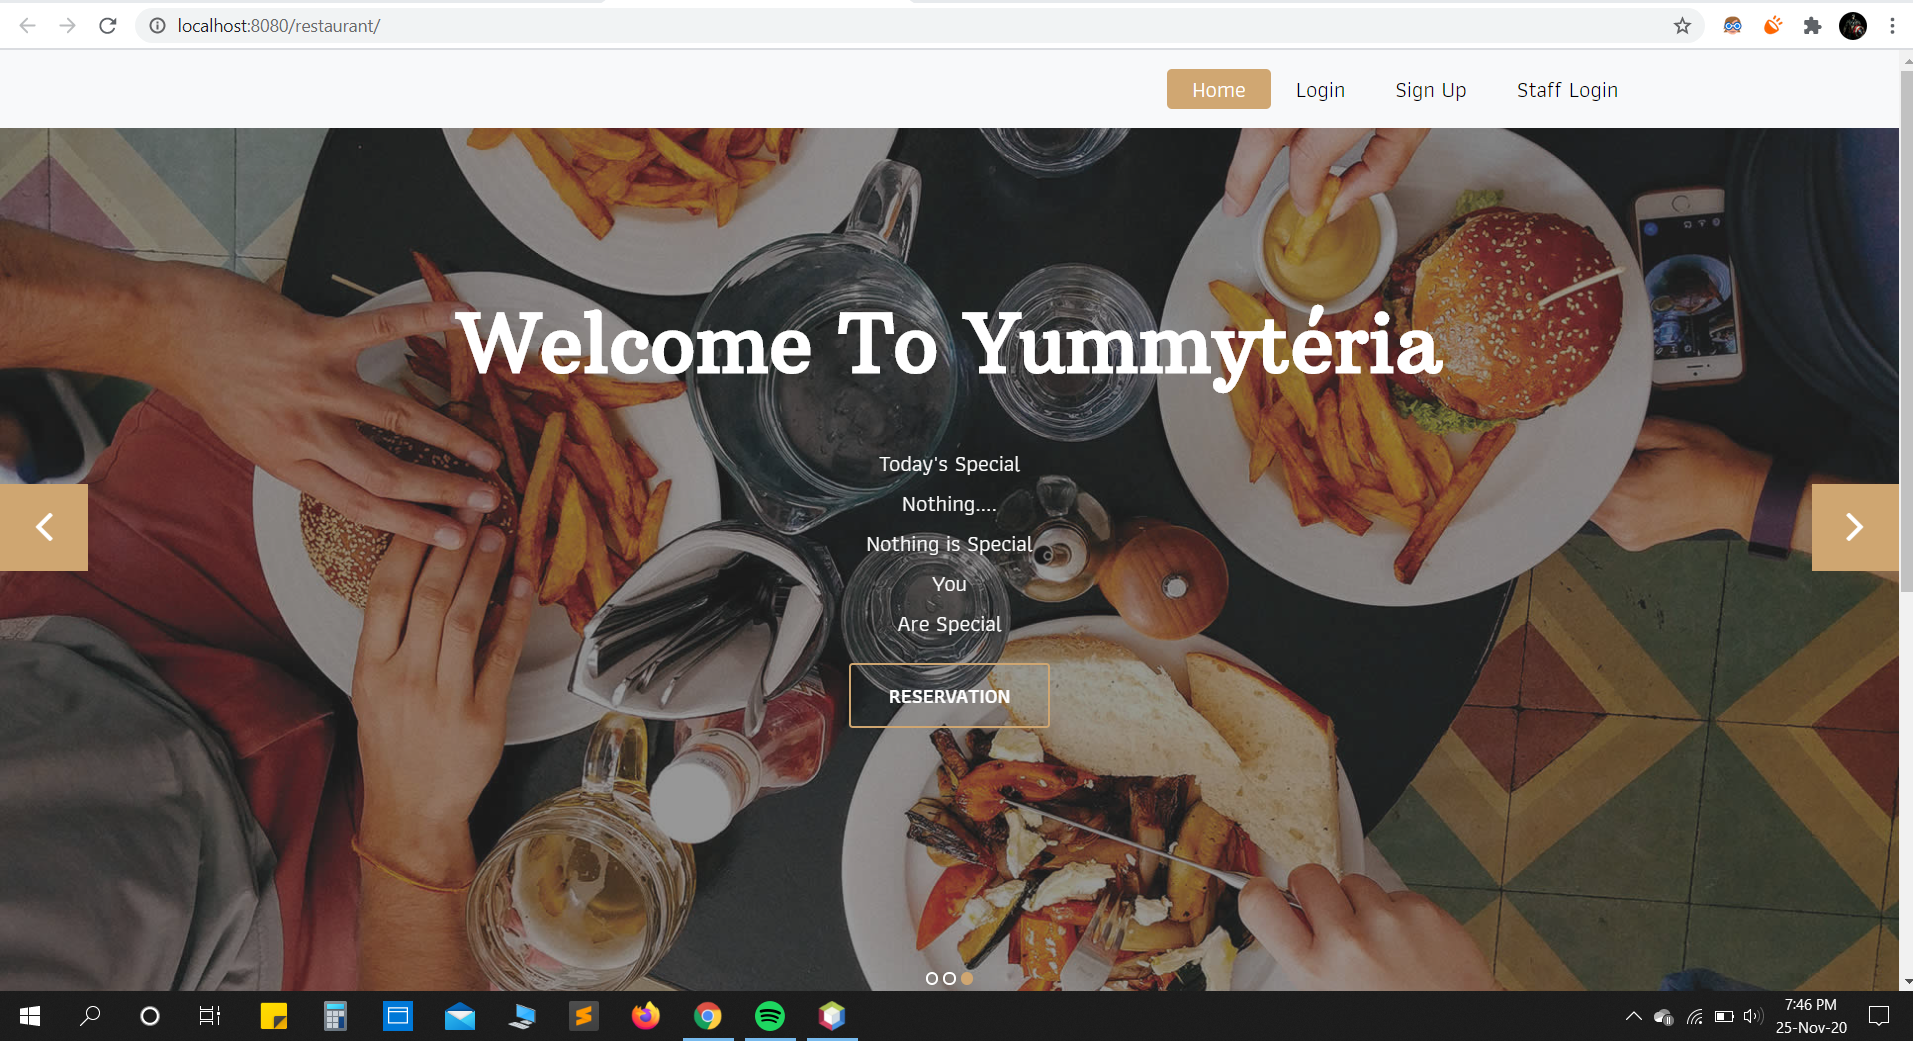 localhost:8080/restaurant/
Home Login Sign Up Staff Login
Welcome To Yummytéria
Today's Special
Nothing....
Nothing is Special
You
Are Special
RESERVATION
7:46 PM
25-Nov-20